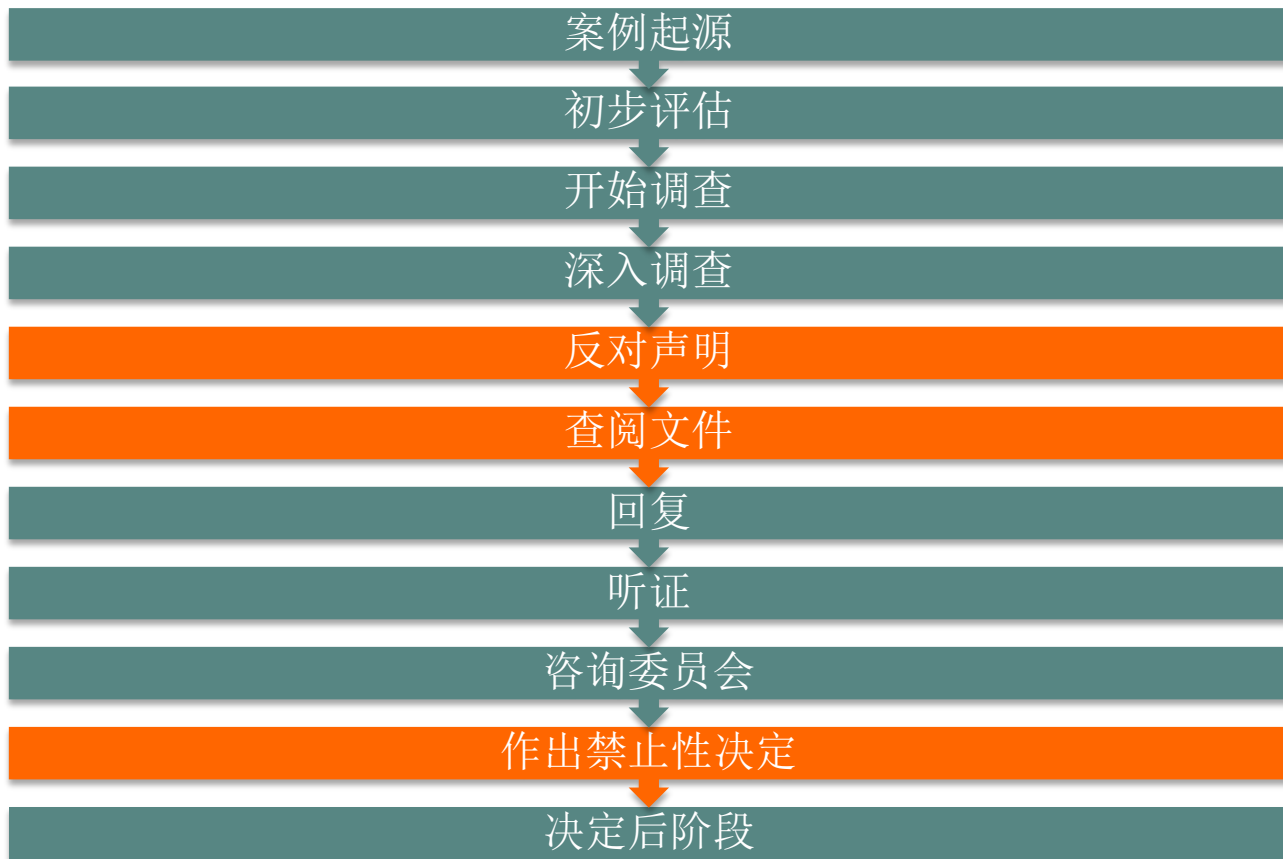 案例起源
初步评估
开始调查
深入调查
反对声明
查阅文件
回复
听证
咨询委员会
作出禁止性决定
决定后阶段